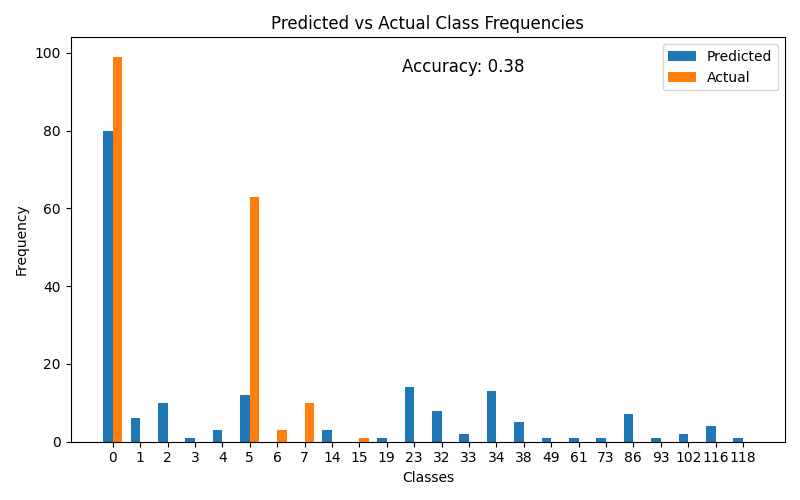 Predicted vs Actual Class Frequencies
Accuracy: 0.38
Predicted
Actual
Frequency
100
80
60
40
20
0
0 1 2 3 4 5 6 7 14 15 19 23 32 33 34 38 49 61 73 86 93 102 116 118
Classes